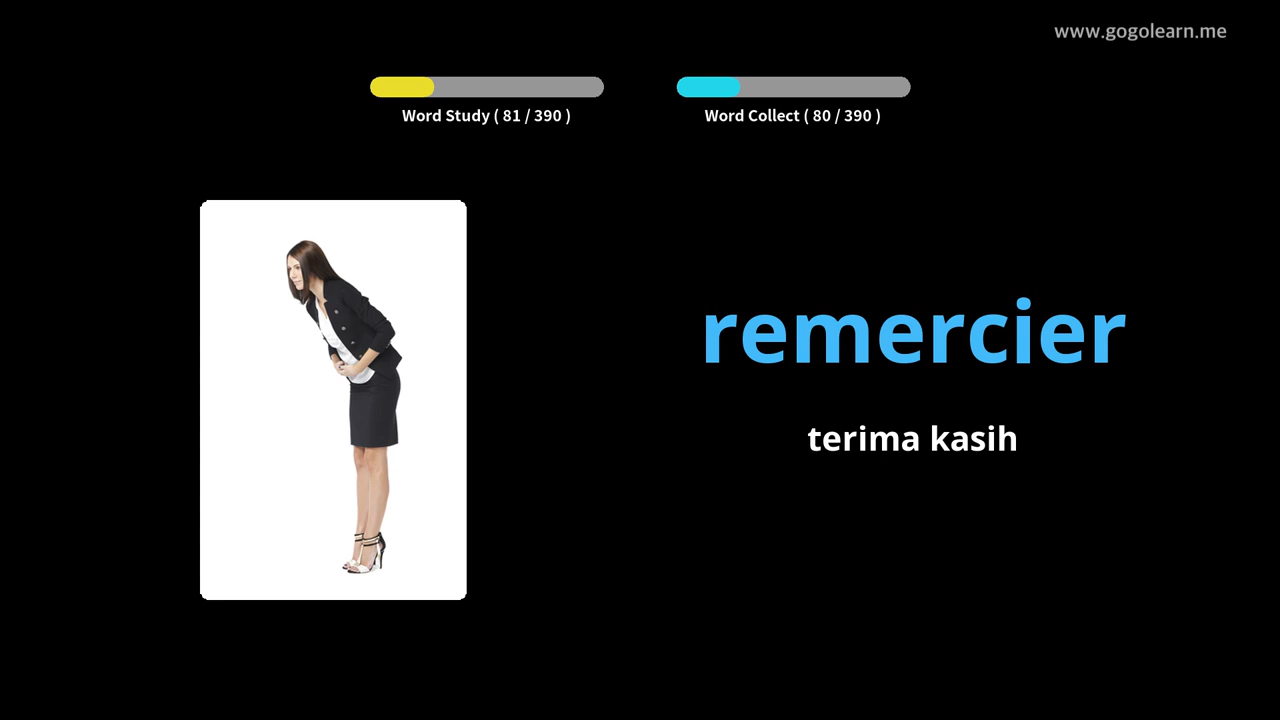 www.gogolearn.me
Word Study ( 81 / 390 )
Word Collect ( 80 / 390 )
remercier
terima kasih